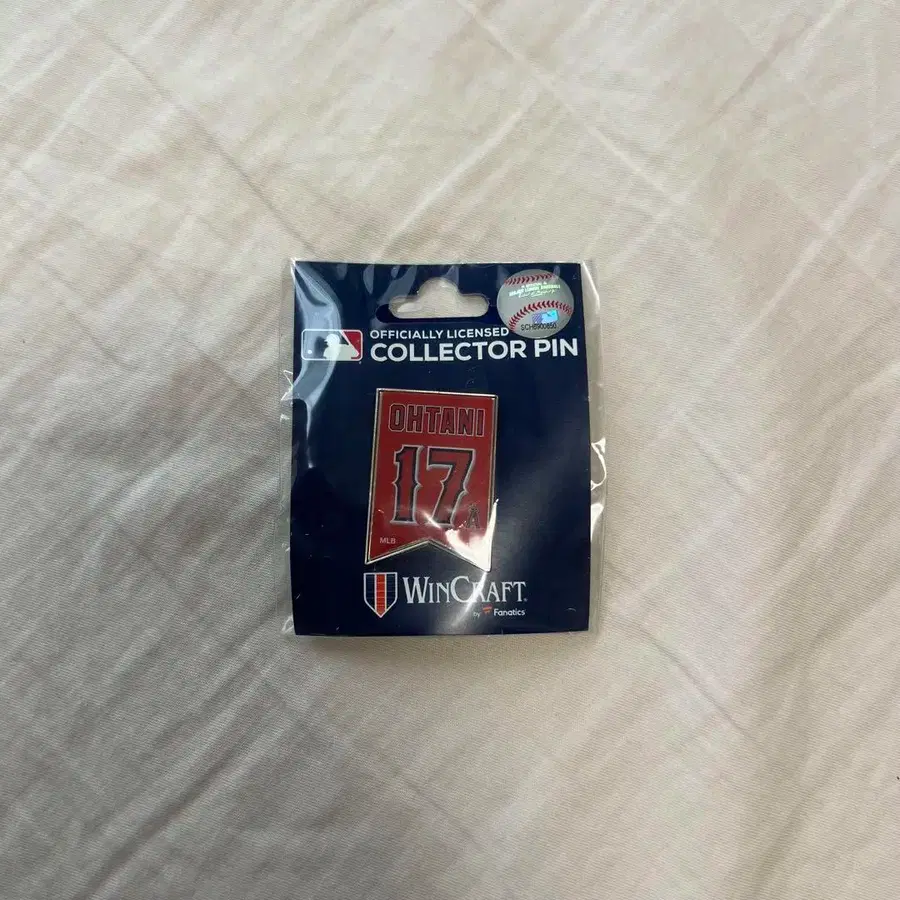 OFFICIALLY LICENSED
COLLECTOR PIN
OHTANI
17
A
MLB
WINCRAFT
by Fanatics